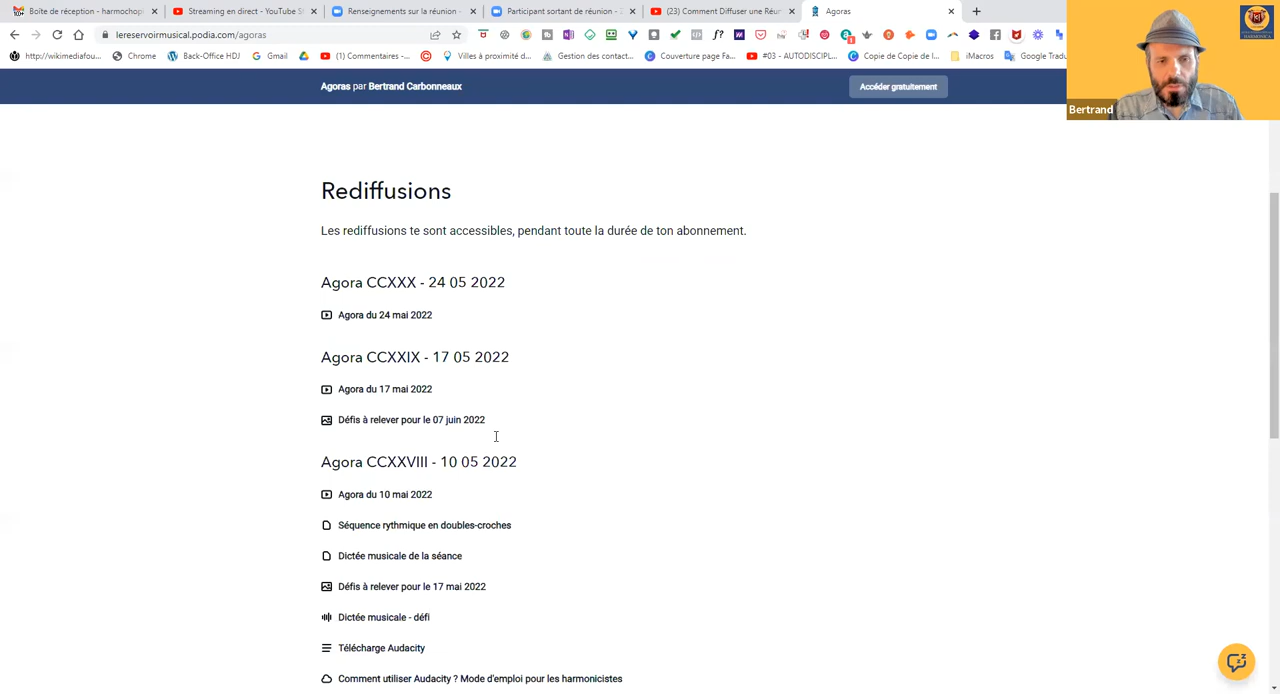 Boîte de réception - harmochop
Streaming en direct - YouTube St
Renseignements sur la réunion -
Participant sortant de réunion - Z
(23) Comment Diffuser une Réun
Agoras
lereservoirmusical.podia.com/agoras
http://wikimediafou...
Chrome
Back-Office HDJ
Gmail
(1) Commentaires -...
Villes à proximité d...
Gestion des contact...
Couverture page Fa...
#03 - AUTODISCIPL...
Copie de Copie de l...
iMacros
Google Tradu
Agoras par Bertrand Carbonneaux
Accéder gratuitement
Bertrand
HARMONICA
Rediffusions
Les rediffusions te sont accessibles, pendant toute la durée de ton abonnement.
Agora CCXXX - 24 05 2022
Agora du 24 mai 2022
Agora CCXXIX - 17 05 2022
Agora du 17 mai 2022
Défis à relever pour le 07 juin 2022
Agora CCXXVIII - 10 05 2022
Agora du 10 mai 2022
Séquence rythmique en doubles-croches
Dictée musicale de la séance
Défis à relever pour le 17 mai 2022
Dictée musicale - défi
Télécharge Audacity
Comment utiliser Audacity ? Mode d'emploi pour les harmonicistes